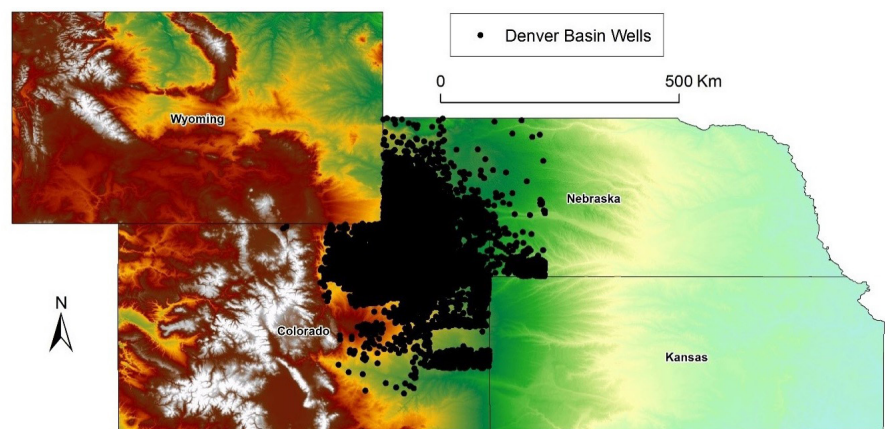 Denver Basin Wells
0 500 Km
Wyoming
Nebraska
N
Colorado
Kansas